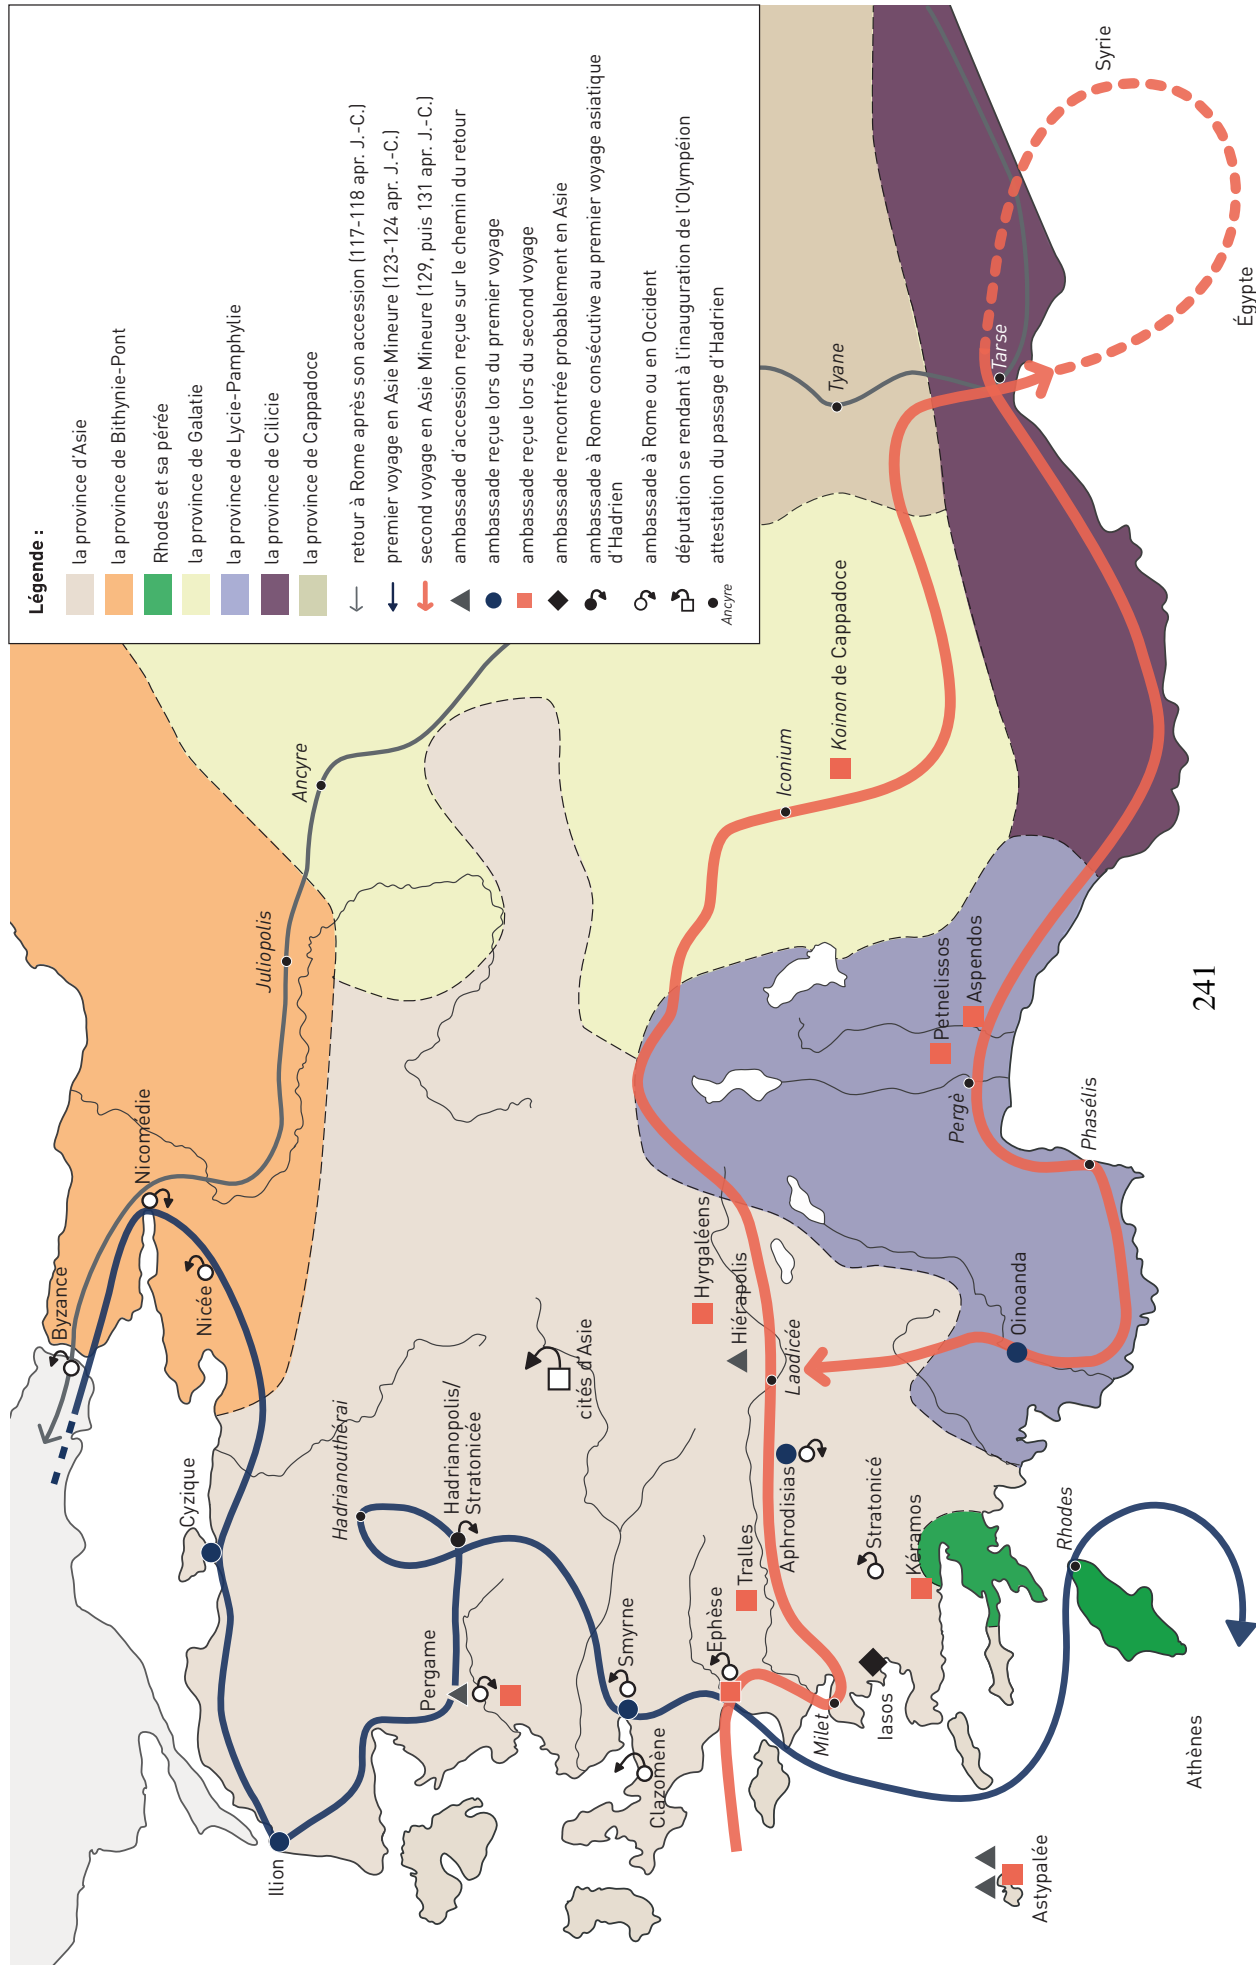 Légende :
la province d'Asie
la province de Bithynie-Pont
Rhodes et sa pérée
la province de Galatie
la province de Lycie-Pamphylie
la province de Cilicie
la province de Cappadoce
retour à Rome après son accession (117-118 apr. J.-C.)
premier voyage en Asie Mineure (123-124 apr. J.-C.)
second voyage en Asie Mineure (129, puis 131 apr. J.-C.)
ambassade d'accession reçue sur le chemin du retour
ambassade reçue lors du premier voyage
ambassade reçue lors du second voyage
ambassade rencontrée probablement en Asie
ambassade à Rome consécutive au premier voyage asiatique
d'Hadrien
ambassade à Rome ou en Occident
députation se rendant à l'inauguration de l'Olympéion
Ancyre
attestation du passage d'Hadrien
Byzance
Nicomédie
Nicée
Juliopolis
Ancyre
Cyzique
Ilion
Hadrianouthérai
Hadrianopolis/
Stratonicée
Pergame
cités d'Asie
Smyrne
Clazomène
Ephèse
Tralles
Hyrgaléens
Hiérapolis
Laodicée
Aphrodisias
Milet
Iasos
Stratonicé
Kéramos
Iconium
Koinon de Cappadoce
Tyane
Tarse
Petnelissos
Aspendos
Pergè
Phasélis
Oinoanda
Rhodes
Astypalée
Athènes
Syrie
Égypte
241